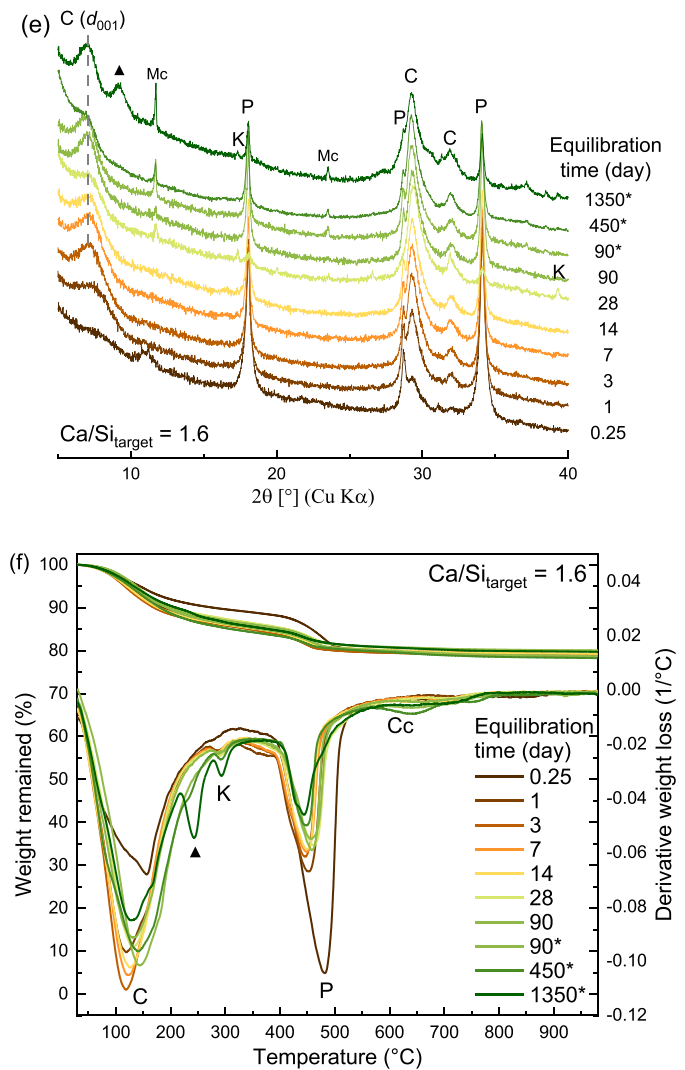 (e)
C (d001)
▲
Mc
P
K
Mc
P
C
C
P
K
Equilibration
time (day)
1350*
450*
90*
90
28
14
7
3
1
0.25
Ca/Sitarget = 1.6
10
20
30
40
2θ [°] (Cu Kα)
(f)
Ca/Sitarget = 1.6
100
90
80
70
60
50
40
30
20
10
0
Weight remained (%)
0.04
0.02
0.00
-0.02
-0.04
-0.06
-0.08
-0.10
-0.12
Derivative weight loss (1/°C)
Cc
K
▲
C
P
Equilibration
time (day)
0.25
1
3
7
14
28
90
90*
450*
1350*
100
200
300
400
500
600
700
800
900
Temperature (°C)